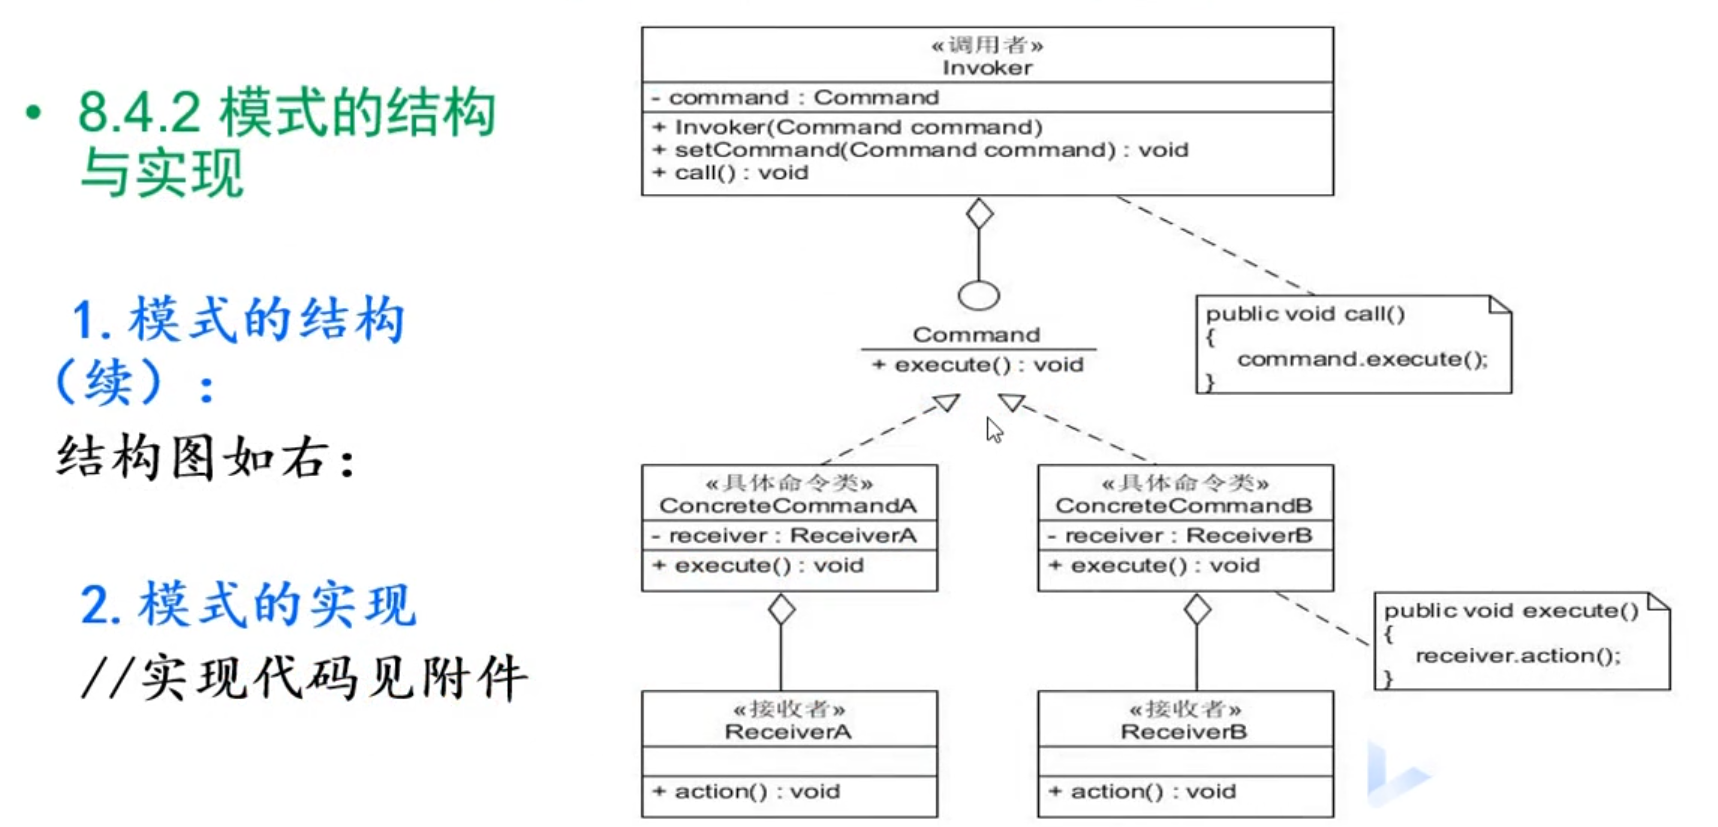 • 8.4.2 模式的结构
与实现
1.模式的结构
（续）：
结构图如右：
2.模式的实现
//实现代码见附件
«调用者»
Invoker
- command : Command
+ Invoker(Command command)
+ setCommand(Command command) : void
+ call() : void
Command
+ execute() : void
public void call()
{
command.execute();
}
«具体命令类»
ConcreteCommandA
- receiver : ReceiverA
+ execute() : void
«具体命令类»
ConcreteCommandB
- receiver : ReceiverB
+ execute() : void
public void execute()
{
receiver.action();
}
«接收者»
ReceiverA
+ action() : void
«接收者»
ReceiverB
+ action() : void